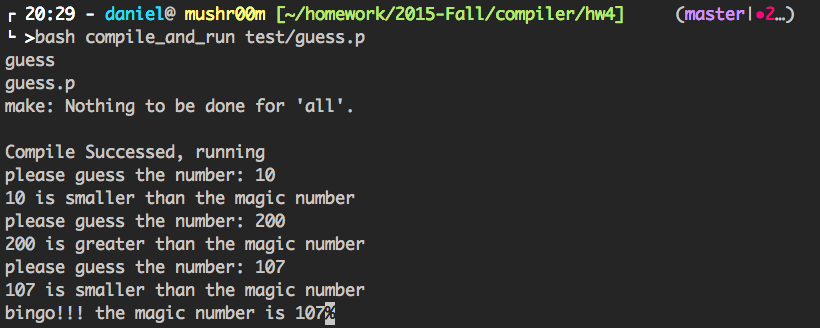 ┌ 20:29 - daniel@ mushr00m [~/homework/2015-Fall/compiler/hw4] (master|●2…)
└ >bash compile_and_run test/guess.p
guess
guess.p
make: Nothing to be done for 'all'.
Compile Successed, running
please guess the number: 10
10 is smaller than the magic number
please guess the number: 200
200 is greater than the magic number
please guess the number: 107
107 is smaller than the magic number
bingo!!! the magic number is 107%